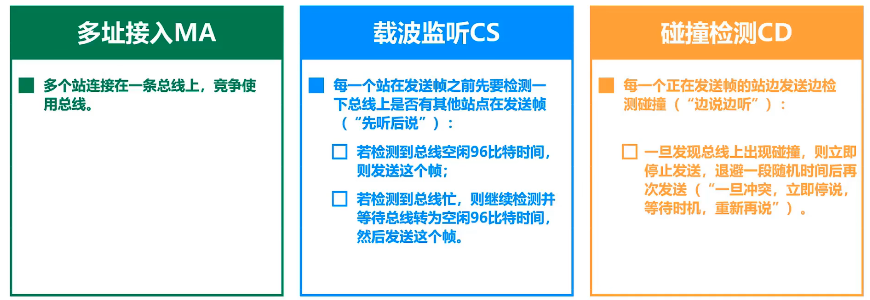 多址接入MA
多个站连接在一条总线上，竞争使
用总线。
载波监听CS
每一个站在发送帧之前先要检测一
下总线上是否有其他站点在发送帧
（“先听后说”）：
若检测到总线空闲96比特时间，
则发送这个帧；
若检测到总线忙，则继续检测并
等待总线转为空闲96比特时间，
然后发送这个帧。
碰撞检测CD
每一个正在发送帧的站边发送边检
测碰撞（“边说边听”）：
一旦发现总线上出现碰撞，则立即
停止发送，退避一段随机时间后再
次发送（“一旦冲突，立即停说，
等待时机，重新再说”）。